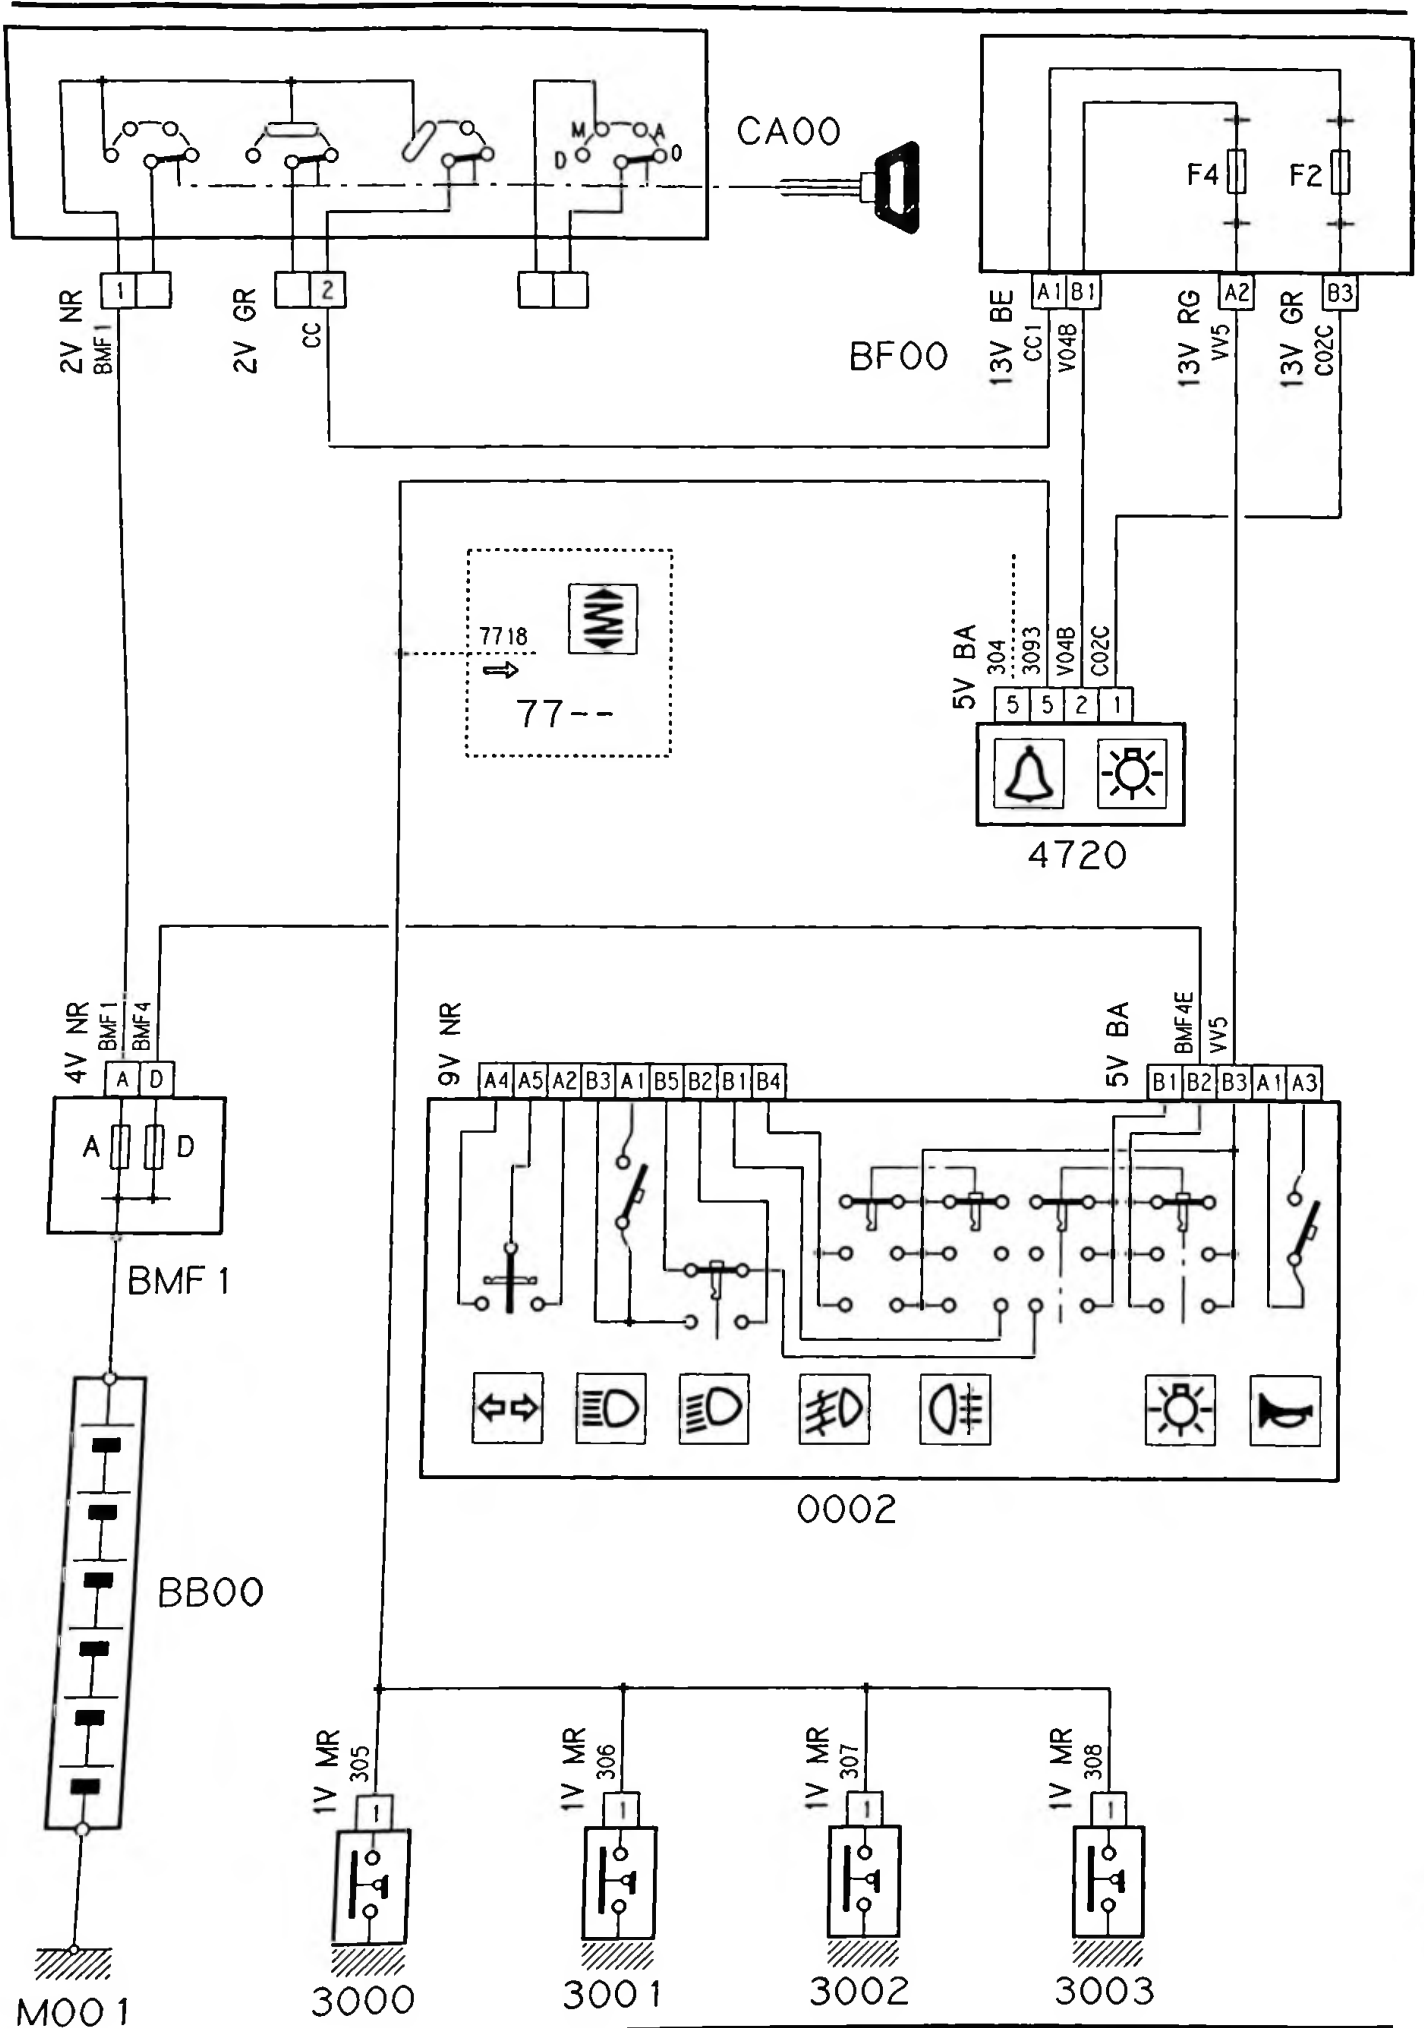 CA00
M A
D O
F4 F2
1
2
A1 B1 A2 B3
2V NR
BMF1
2V GR
CC
BF00
13V BE
CC1
V04B
13V RG
VV5
13V GR
C02C
7718
77--
5V BA
304
3093
V04B
C02C
5 5 2 1
4720
4V NR
BMF1
BMF4
A D
A D
BMF1
9V NR
A4 A5 A2 B3 A1 B5 B2 B1 B4
5V BA
BMF4E
VV5
B1 B2 B3 A1 A3
0002
BB00
1V MR
305
1
1V MR
306
1
1V MR
307
1
1V MR
308
1
M001
3000
3001
3002
3003